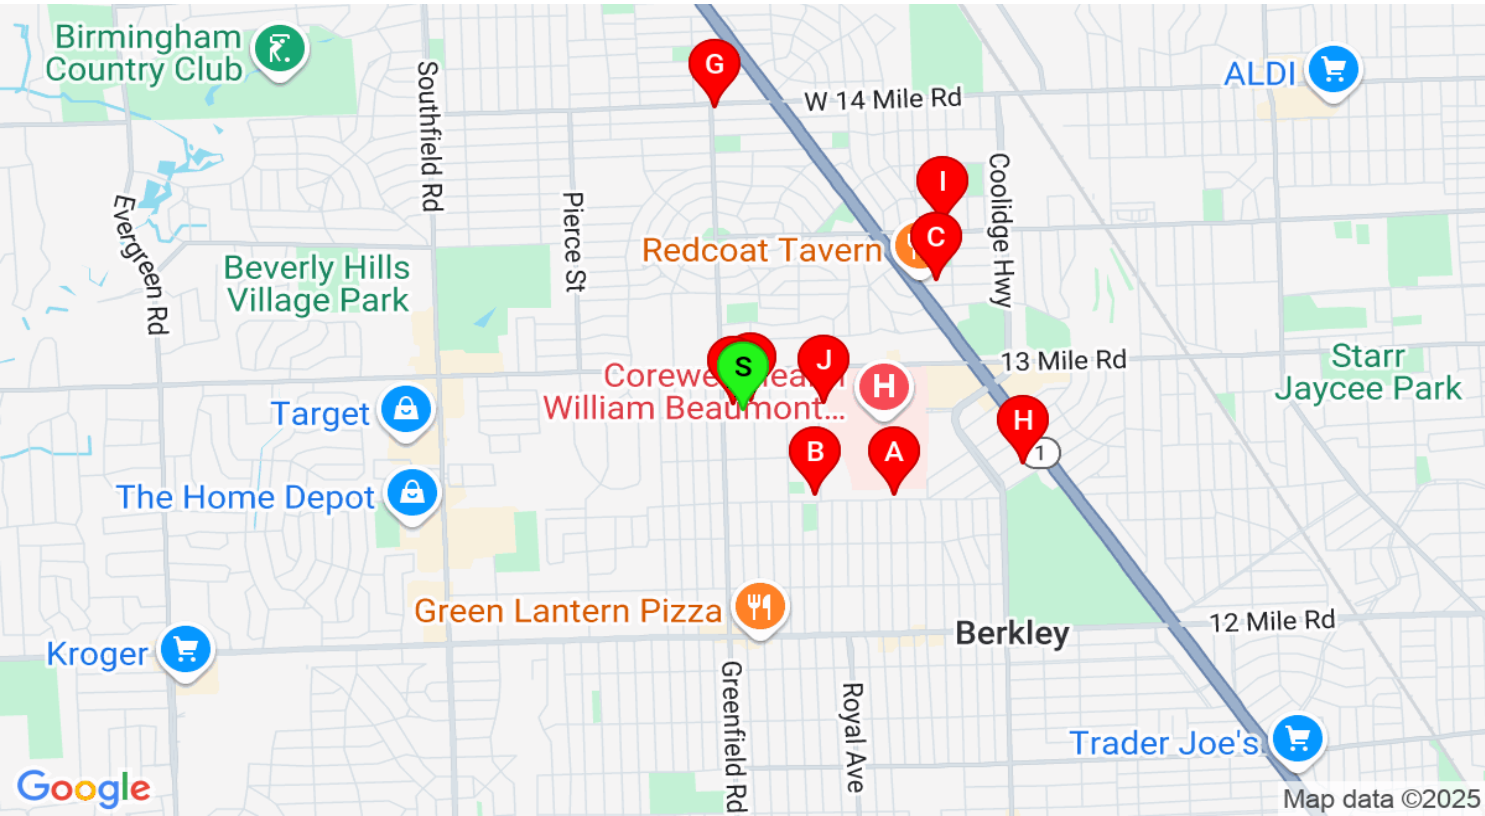 Birmingham
Country Club
G
W 14 Mile Rd
ALDI
Southfield Rd
I
Coolidge Hwy
Pierce St
Evergreen Rd
Redcoat Tavern
C
Beverly Hills
Village Park
S
J
13 Mile Rd
Starr
Jaycee Park
H
William Beaumont...
Target
H
1
B
A
The Home Depot
Green Lantern Pizza
12 Mile Rd
Berkley
Kroger
Greenfield Rd
Royal Ave
Trader Joe's
Google
Map data ©2025